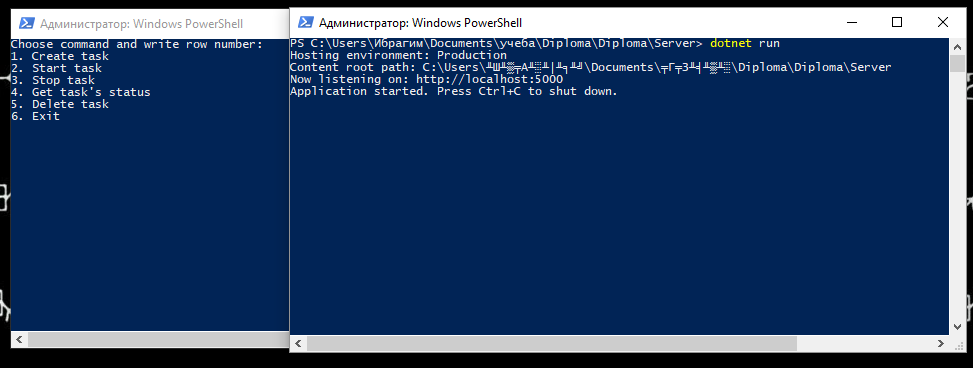 Администратор: Windows PowerShell
Choose command and write row number:
1. Create task
2. Start task
3. Stop task
4. Get task's status
5. Delete task
6. Exit
Администратор: Windows PowerShell
PS C:\Users\Ибрагим\Documents\учеба\Diploma\Diploma\Server> dotnet run
Hosting environment: Production
Content root path: C:\Users\ \Documents\ \Diploma\Diploma\Server
Now listening on: http://localhost:5000
Application started. Press Ctrl+C to shut down.